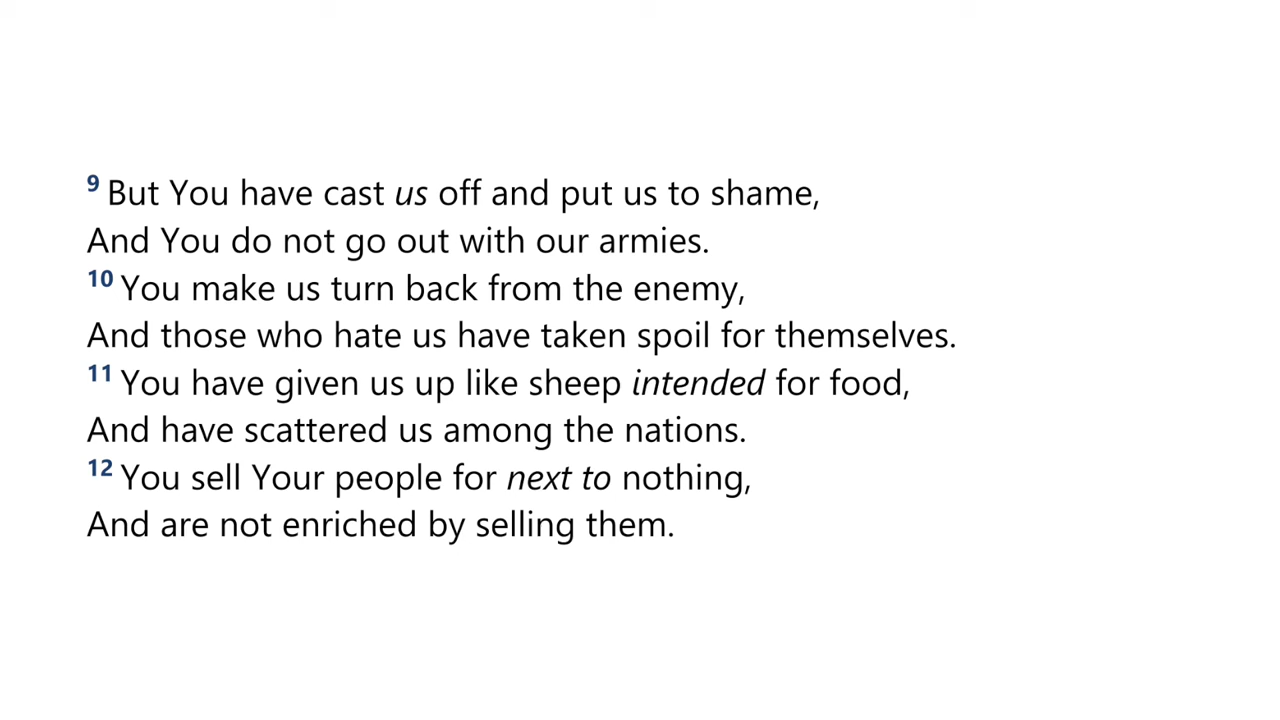 9 But You have cast us off and put us to shame,
And You do not go out with our armies.
10 You make us turn back from the enemy,
And those who hate us have taken spoil for themselves.
11 You have given us up like sheep intended for food,
And have scattered us among the nations.
12 You sell Your people for next to nothing,
And are not enriched by selling them.